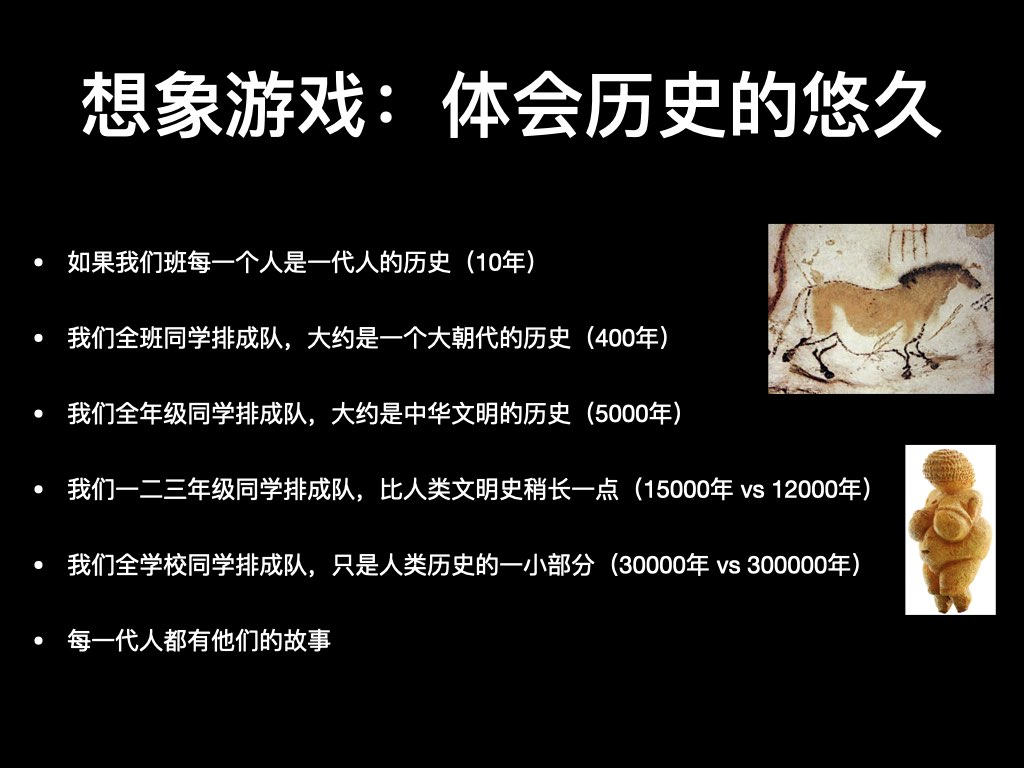 想象游戏：体会历史的悠久
• 如果我们班每一个人是一代人的历史（10年）
• 我们全班同学排成队，大约是一个大朝代的历史（400年）
• 我们全年级同学排成队，大约是中华文明的历史（5000年）
• 我们一二三年级同学排成队，比人类文明史稍长一点（15000年 vs 12000年）
• 我们全学校同学排成队，只是人类历史的一小部分（30000年 vs 300000年）
• 每一代人都有他们的故事